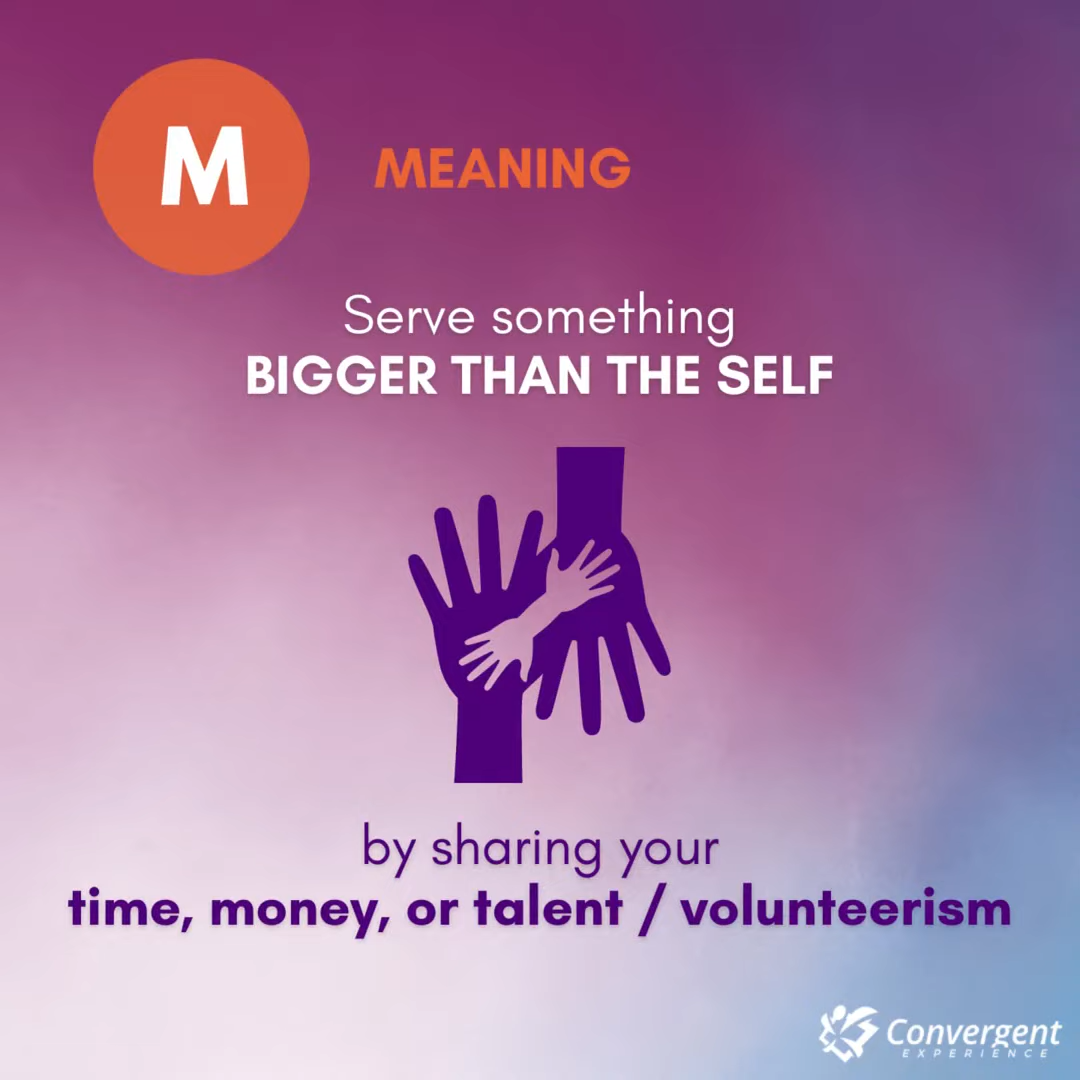 M
MEANING
Serve something
BIGGER THAN THE SELF
by sharing your
time, money, or talent / volunteerism
Convergent
EXPERIENCE